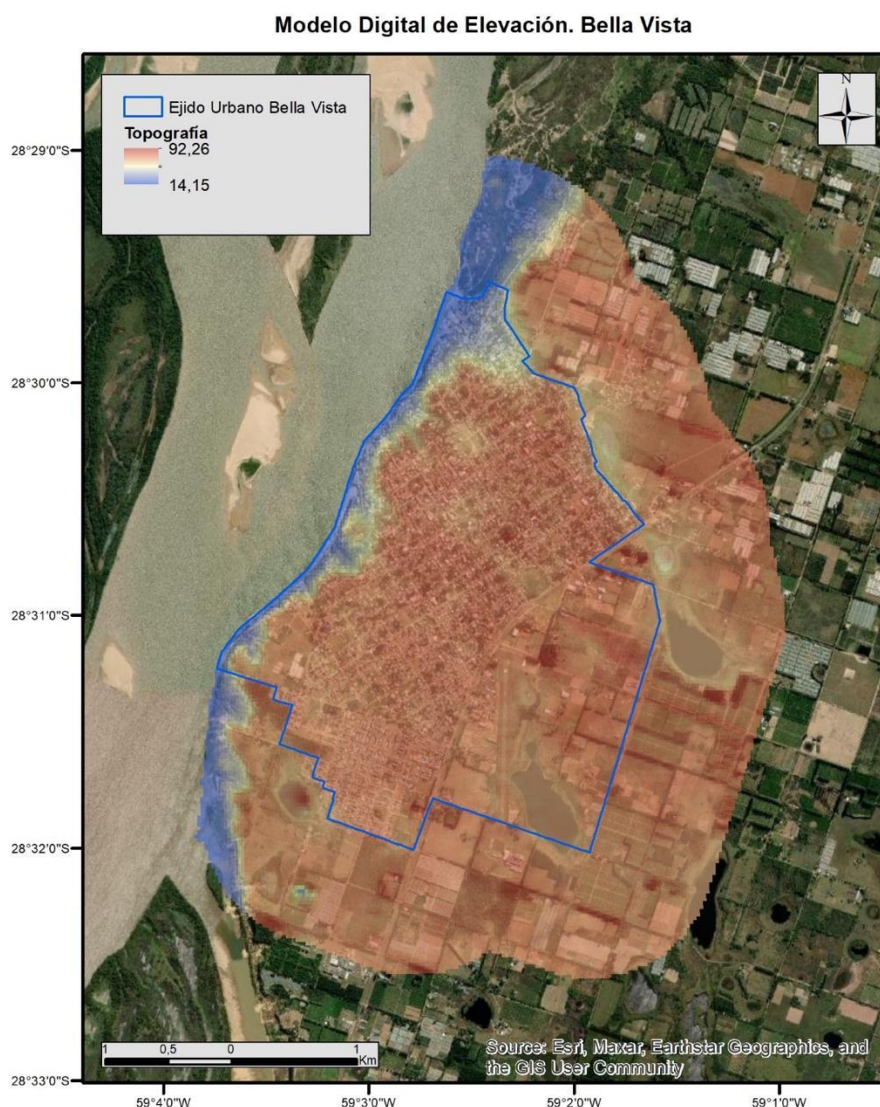 Modelo Digital de Elevación. Bella Vista
Ejido Urbano Bella Vista
Topografía
92,26
14,15
N
28°29'0"S
28°30'0"S
28°31'0"S
28°32'0"S
28°33'0"S
1 0,5 0 1
Km
Source: Esri, Maxar, Earthstar Geographics, and
the GIS User Community
59°4'0"W 59°3'0"W 59°2'0"W 59°1'0"W